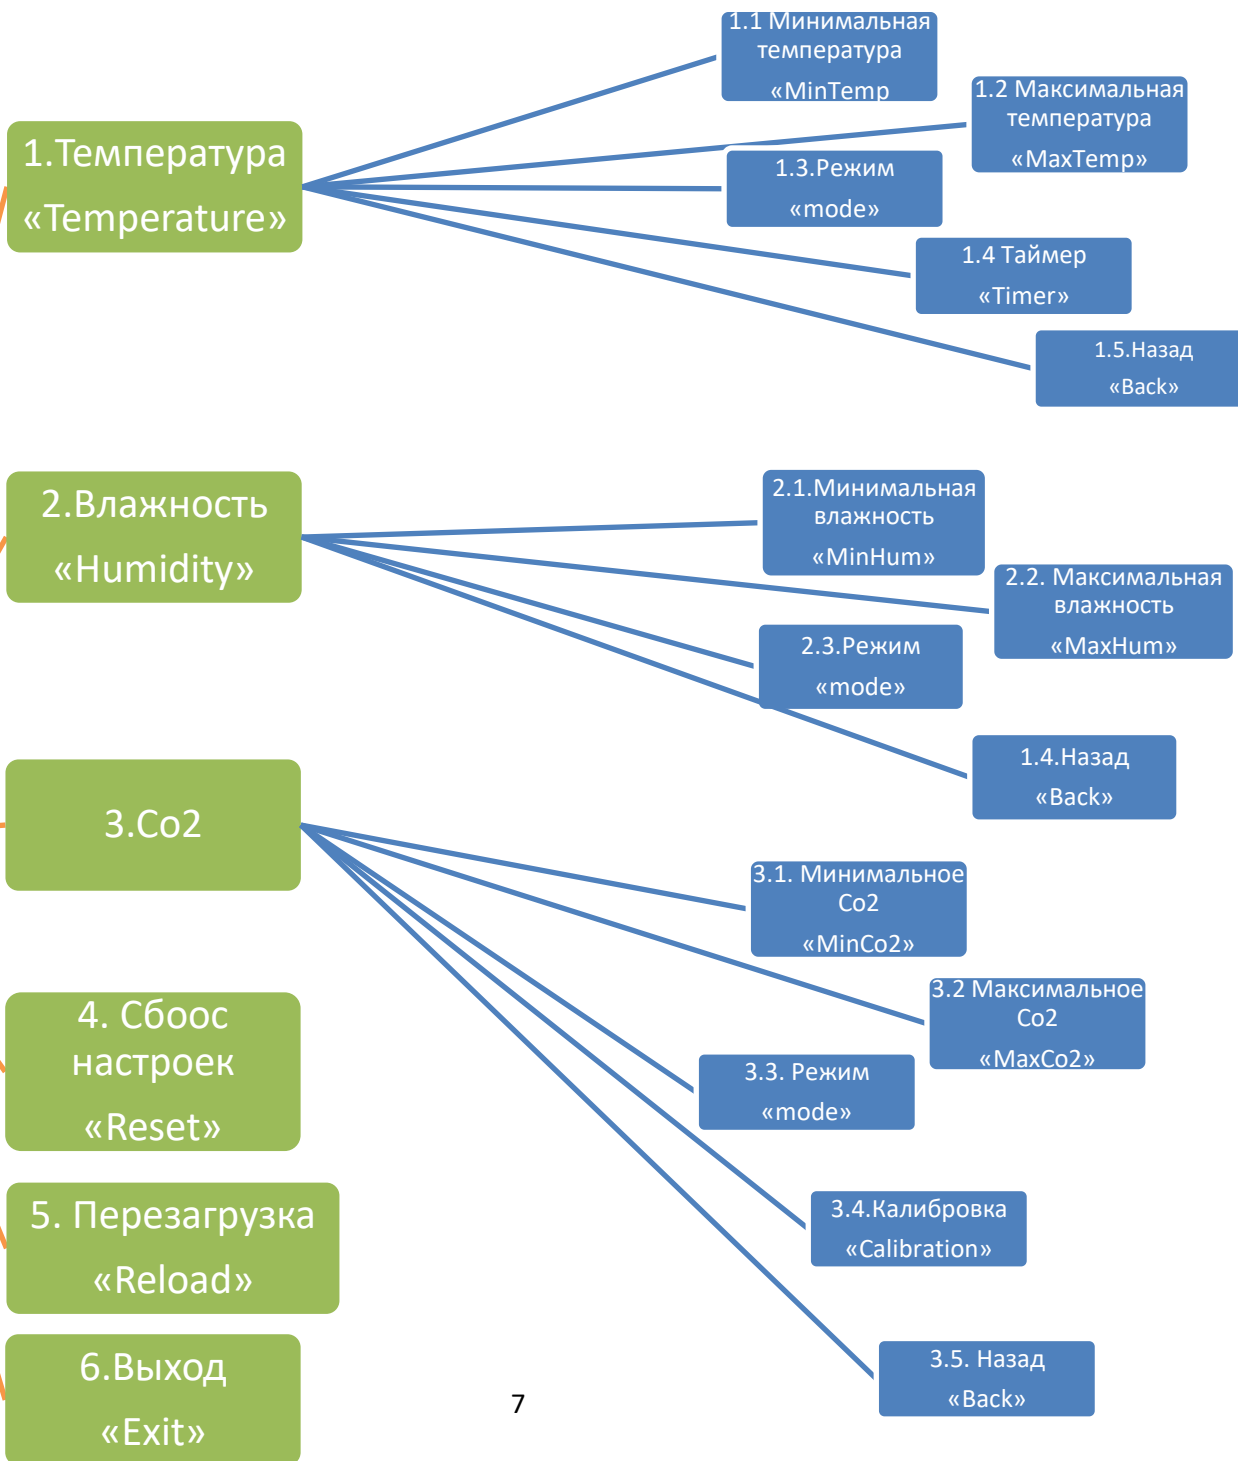 1.Температура
«Temperature»
1.1 Минимальная
температура
«MinTemp
1.2 Максимальная
температура
«MaxTemp»
1.3.Режим
«mode»
1.4 Таймер
«Timer»
1.5.Назад
«Back»
2.Влажность
«Humidity»
2.1.Минимальная
влажность
«MinHum»
2.2. Максимальная
влажность
«MaxHum»
2.3.Режим
«mode»
1.4.Назад
«Back»
3.Co2
3.1. Минимальное
Co2
«MinCo2»
3.2 Максимальное
Co2
«MaxCo2»
3.3. Режим
«mode»
3.4.Калибровка
«Calibration»
3.5. Назад
«Back»
4. Сбоос
настроек
«Reset»
5. Перезагрузка
«Reload»
6.Выход
«Exit»
7